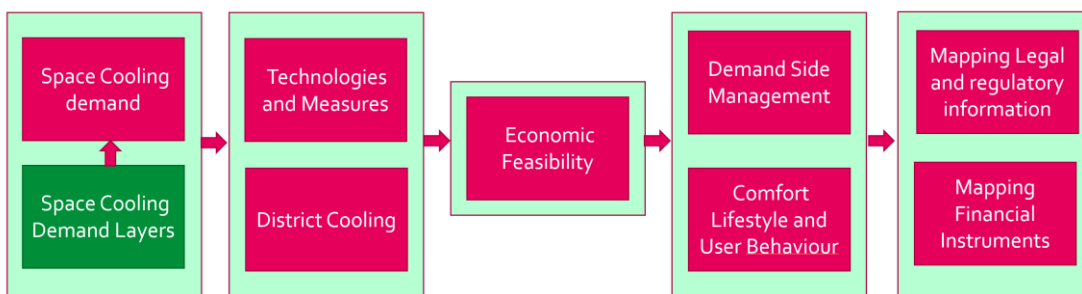 Space Cooling
demand
Space Cooling
Demand Layers
Technologies
and Measures
District Cooling
Economic
Feasibility
Demand Side
Management
Comfort
Lifestyle and
User Behaviour
Mapping Legal
and regulatory
information
Mapping
Financial
Instruments